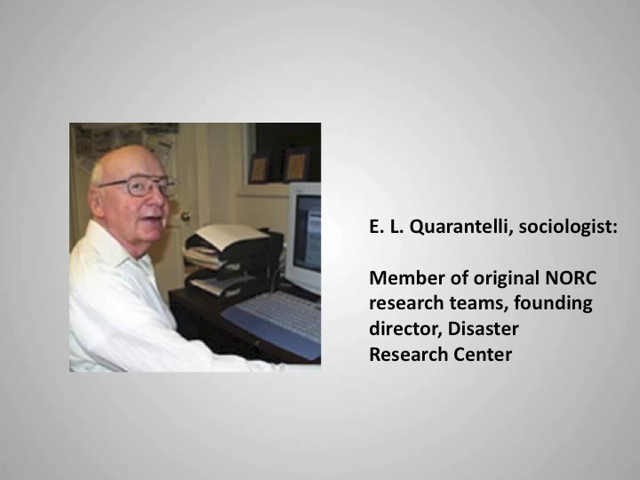 E. L. Quarantelli, sociologist:
Member of original NORC
research teams, founding
director, Disaster
Research Center